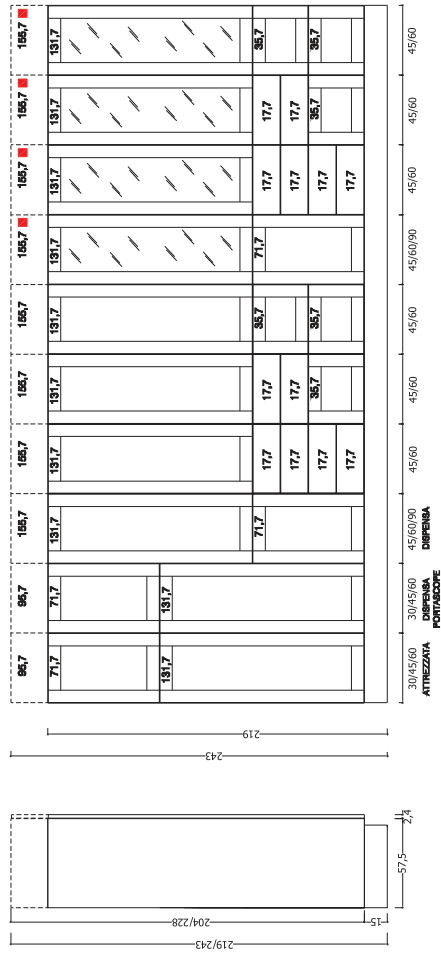 95,7 95,7 155,7 155,7 155,7 155,7 155,7 155,7 155,7 155,7
71,7 71,7 131,7 131,7 131,7 131,7 131,7 131,7 131,7 131,7
131,7 131,7
219/243 204/228 243 219
71,7 17,7 17,7 35,7 71,7 17,7 17,7 35,7
17,7 17,7 17,7 17,7
17,7 35,7 35,7 17,7 35,7 35,7
17,7 17,7
15
57,5 2,4
30/45/60 30/45/60 45/60/90 45/60 45/60 45/60 45/60/90 45/60 45/60 45/60
ATTREZZATA DISPENSA DISPENSA
PORTASCOPE